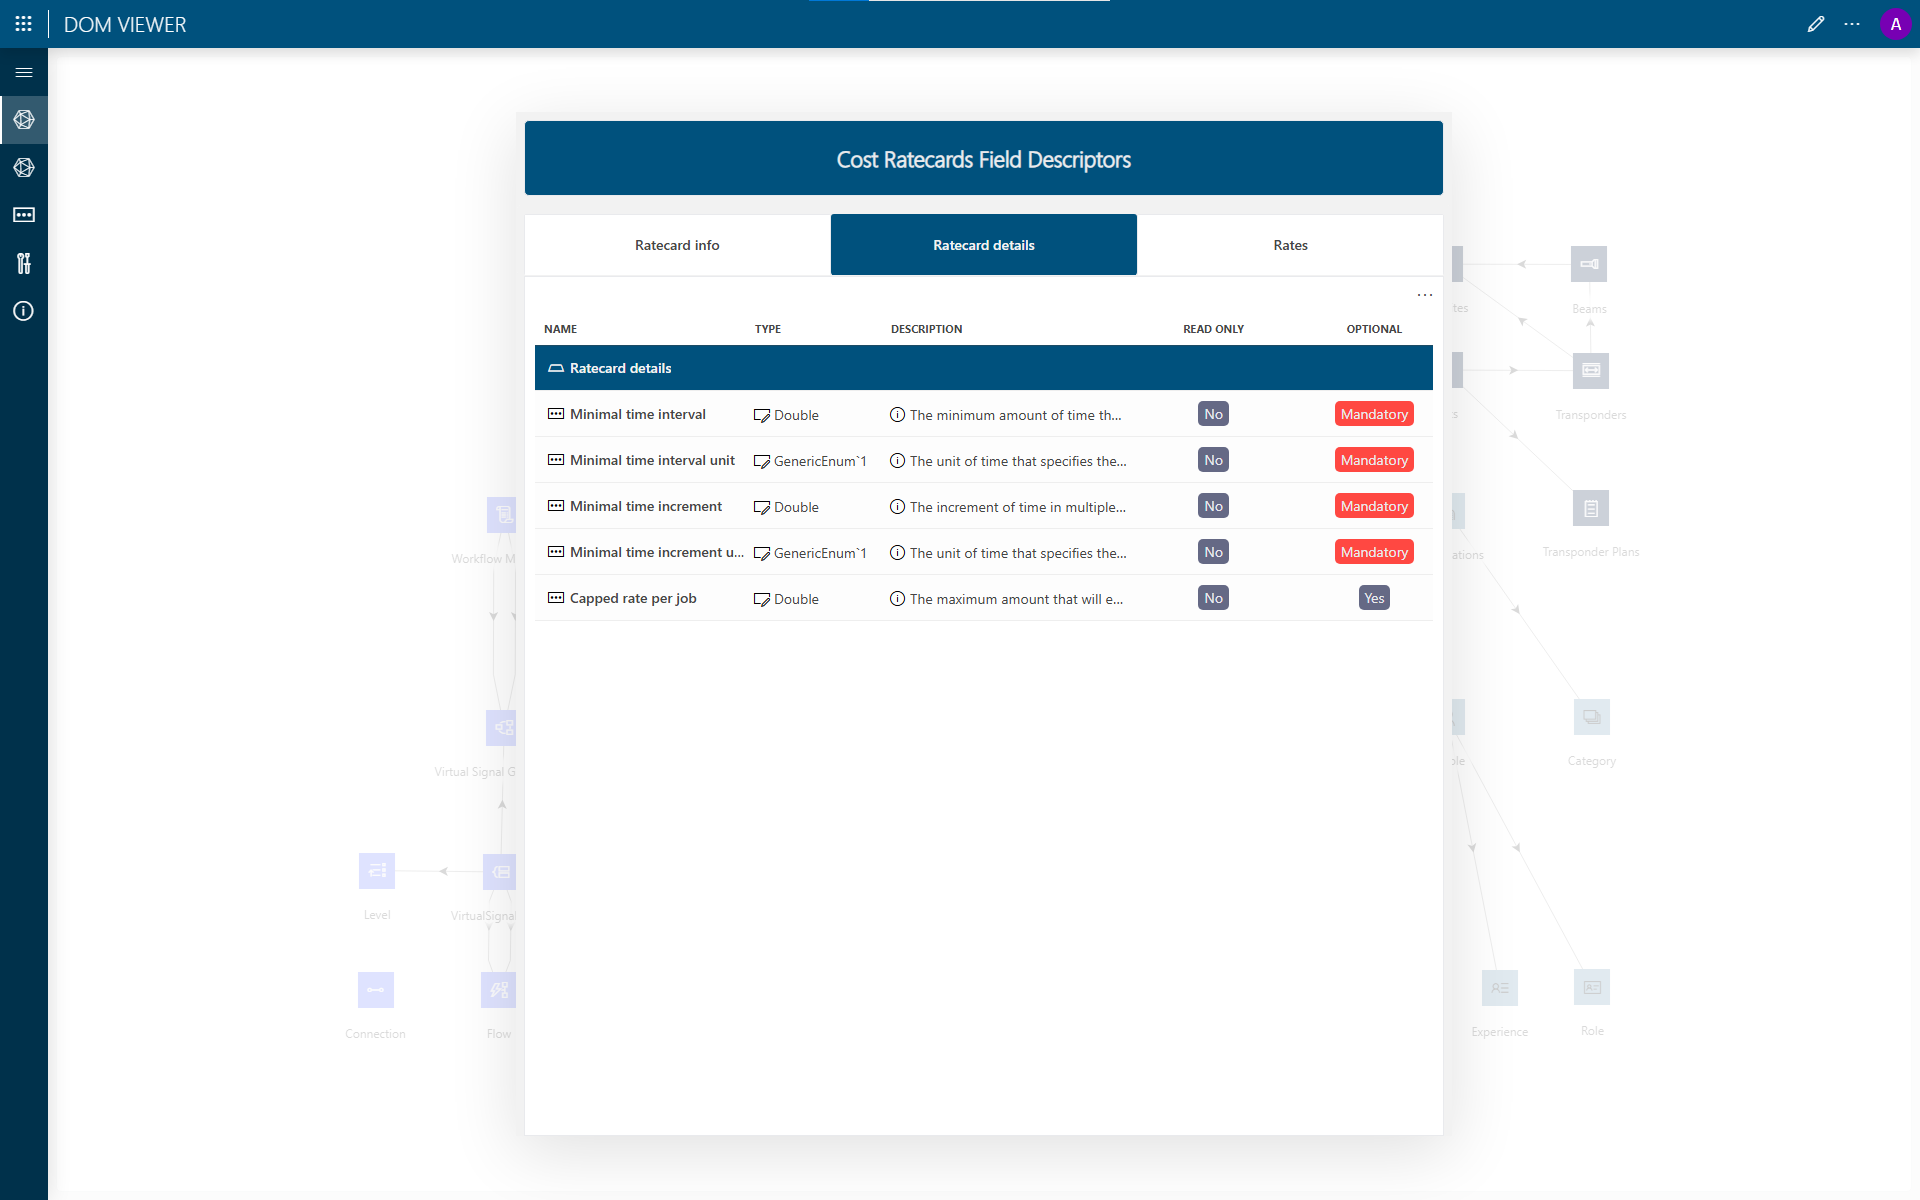 DOM VIEWER
A
Cost Ratecards Field Descriptors
Ratecard info
Ratecard details
Rates
NAME TYPE DESCRIPTION READ ONLY OPTIONAL
Ratecard details
Minimal time interval Double The minimum amount of time th... No Mandatory
Minimal time interval unit GenericEnum`1 The unit of time that specifies the... No Mandatory
Minimal time increment Double The increment of time in multiple... No Mandatory
Minimal time increment u... GenericEnum`1 The unit of time that specifies the... No Mandatory
Capped rate per job Double The maximum amount that will e... No Yes
Workflow M
Virtual Signal G
Level
VirtualSignal
Connection
Flow
tes
Beams
s
Transponders
ations
Transponder Plans
ole
Category
Experience
Role